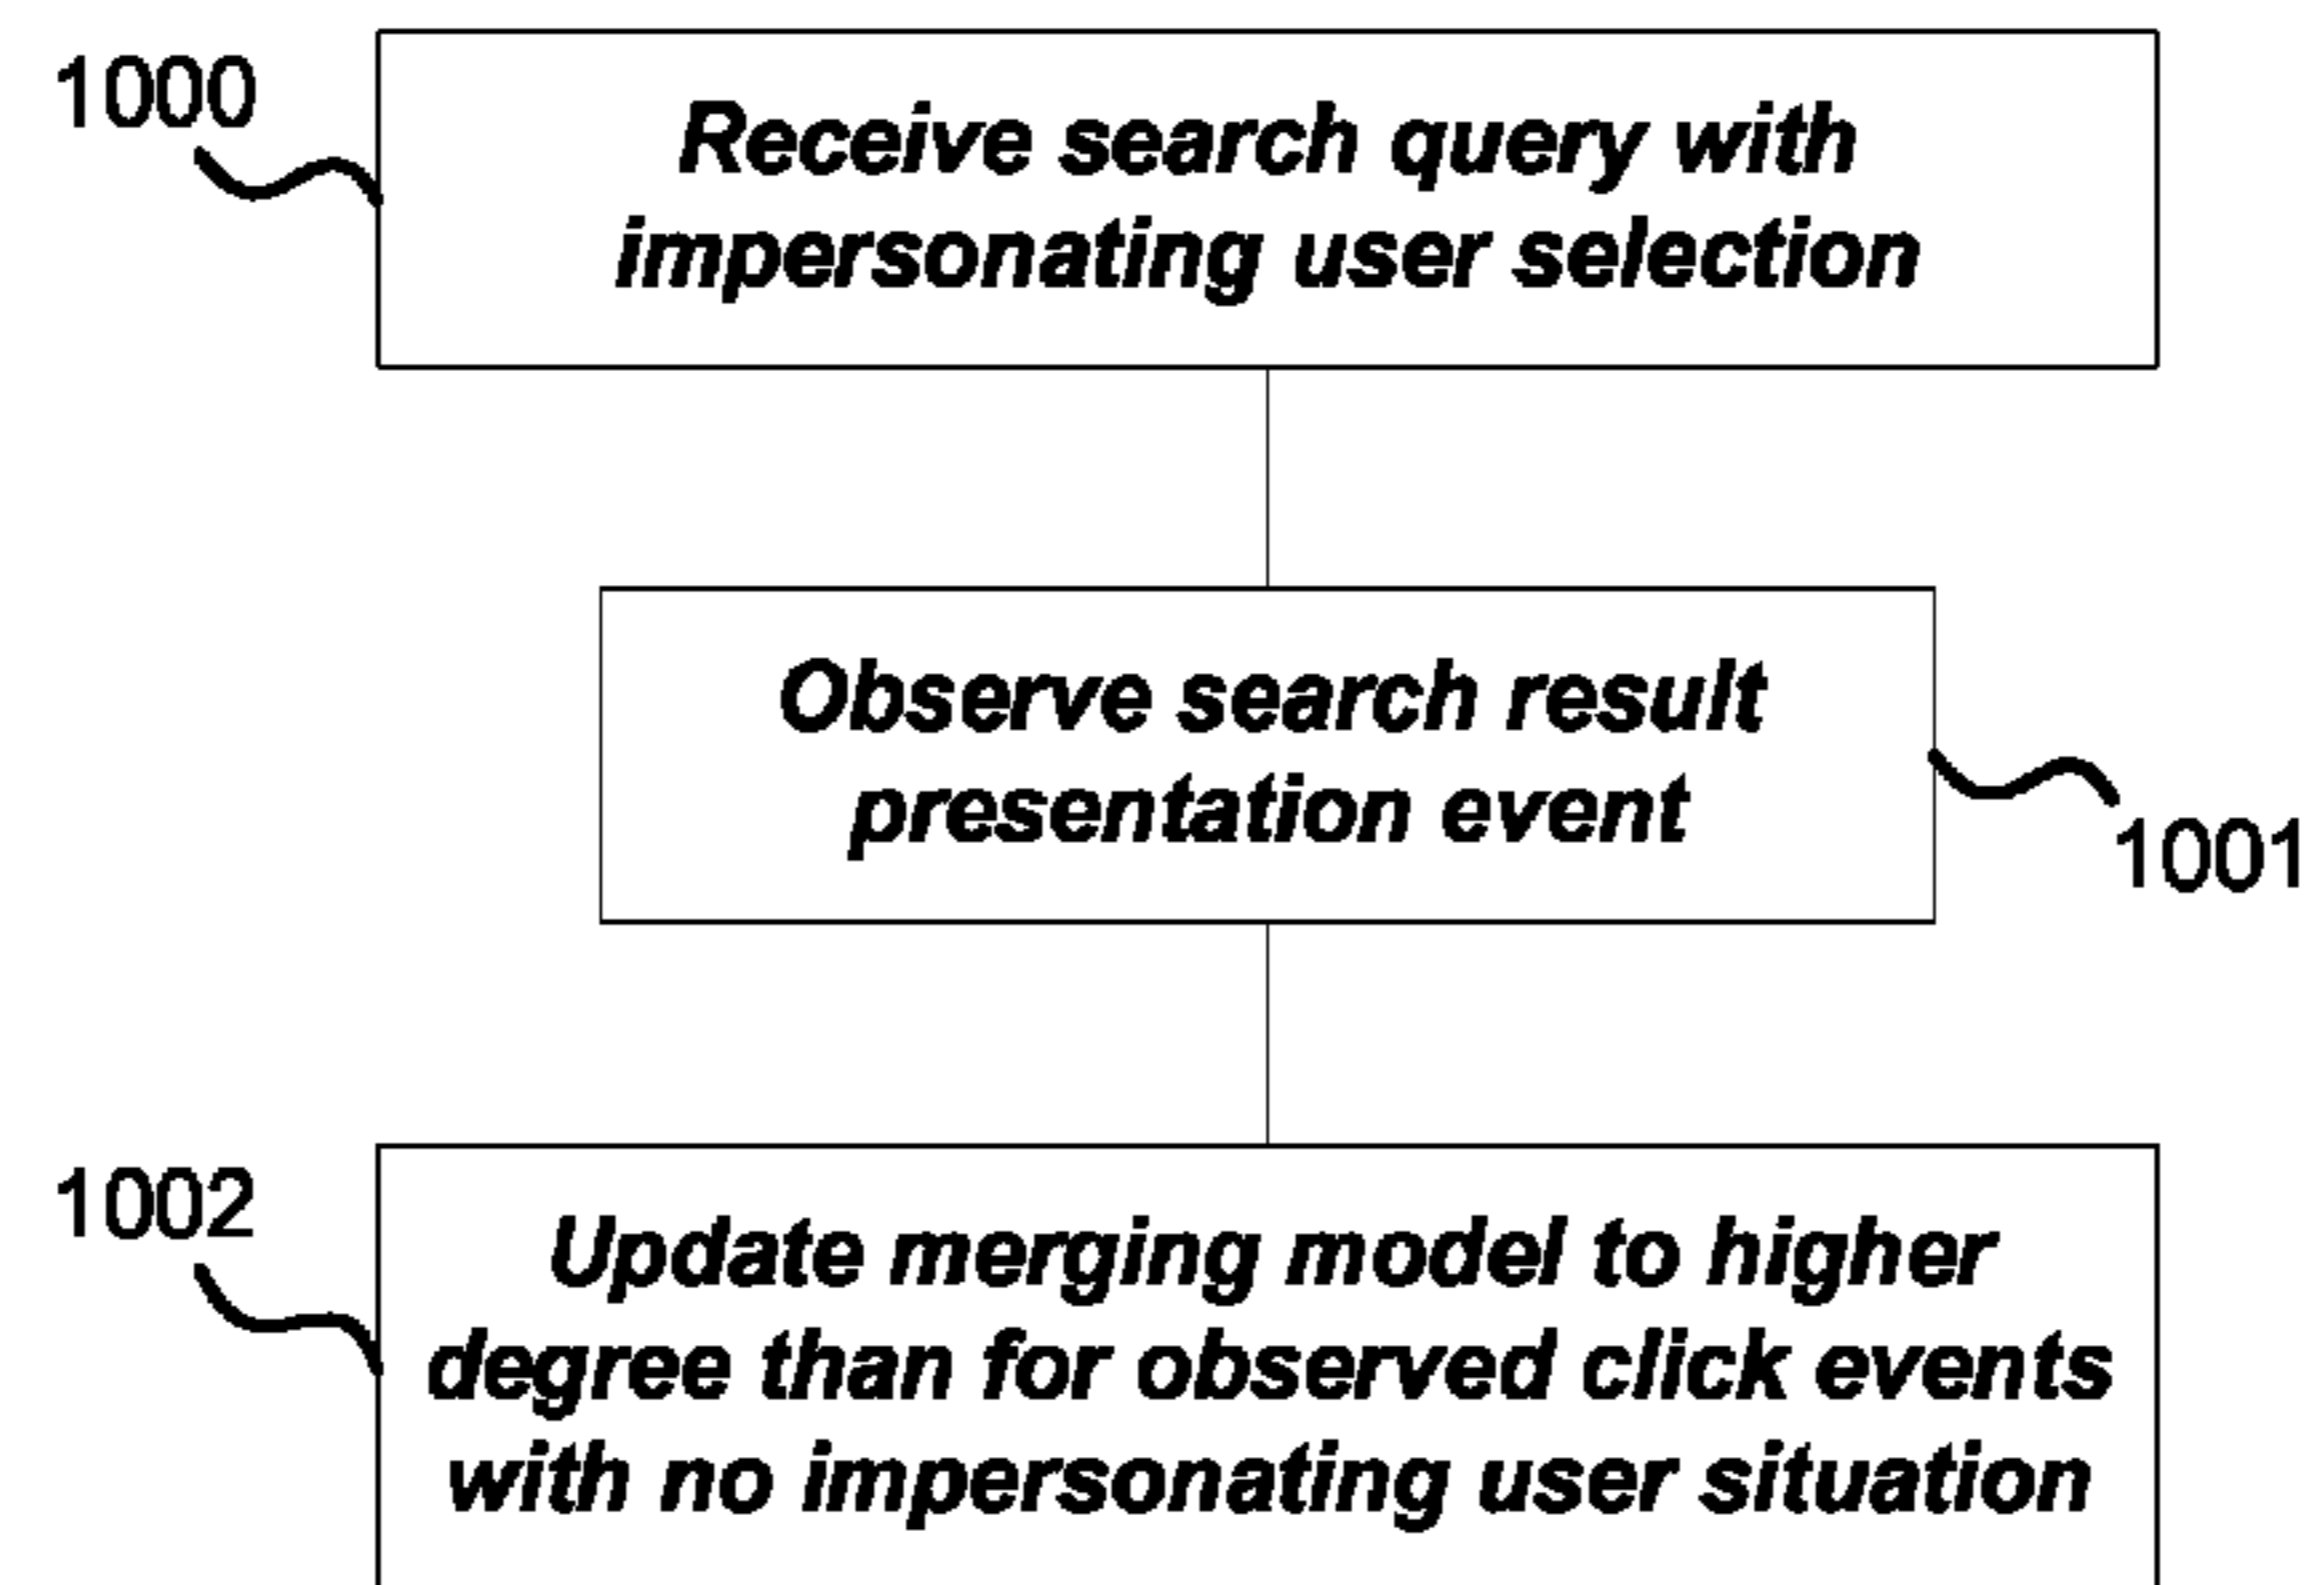 1000
Receive search query with
impersonating user selection
Observe search result
presentation event
1001
1002
Update merging model to higher
degree than for observed click events
with no impersonating user situation